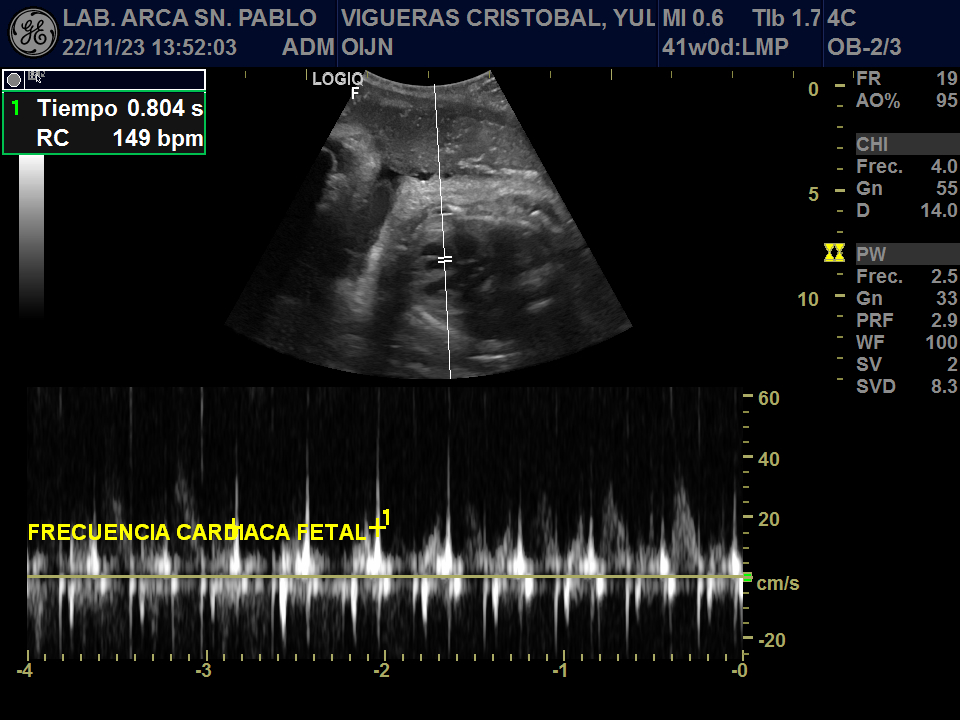 LAB. ARCA SN. PABLO
VIGUERAS CRISTOBAL, YUL
MI 0.6 TIb 1.7
4C
22/11/23 13:52:03 ADM
OIJN
41w0d:LMP
OB-2/3
1 Tiempo 0.804 s
RC 149 bpm
LOGIQ
F
0
5
10
FR 19
AO% 95
CHI
Frec. 4.0
Gn 55
D 14.0
PW
Frec. 2.5
Gn 33
PRF 2.9
WF 100
SV 2
SVD 8.3
60
40
20
cm/s
-20
FRECUENCIA CARDIACA FETAL
1
-4 -3 -2 -1 -0